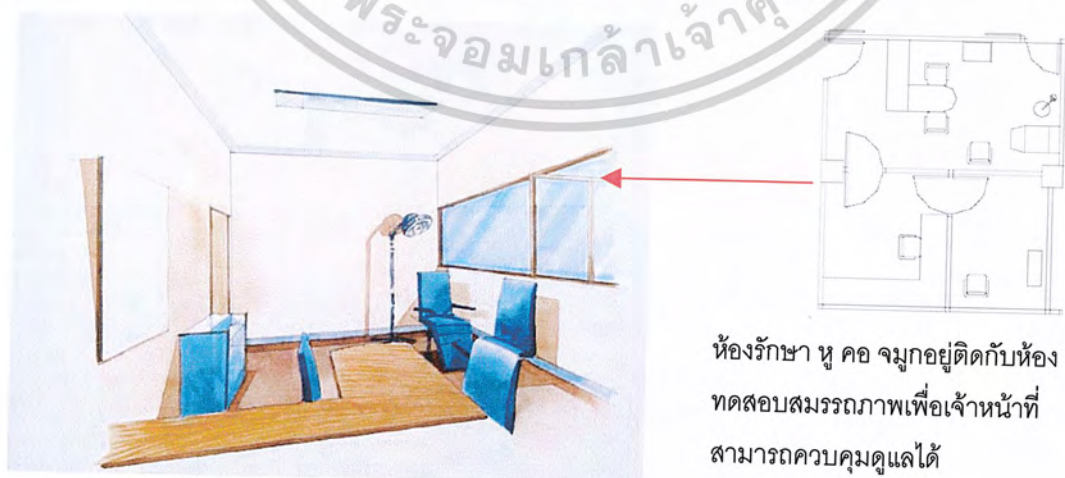 พระจอมเกล้าเจ้าคุ
ห้องรักษา หู คอ จมูกอยู่ติดกับห้อง
ทดสอบสมรรถภาพเพื่อเจ้าหน้าที่
สามารถควบคุมดูแลได้